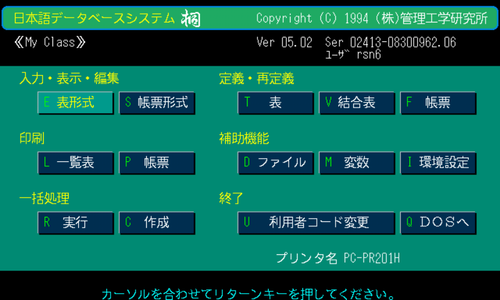 日本語データベースシステム 桐 Copyright (C) 1994 (株)管理工学研究所
《My Class》 Ver 05.02 Ser 02413-08300962.06
ﾕｰｻﾞ rsn6
入力・表示・編集 定義・再定義
E 表形式 S 帳票形式 T 表 V 結合表 F 帳票
印刷 補助機能
L 一覧表 P 帳票 D ファイル M 変数 I 環境設定
一括処理 終了
R 実行 C 作成 U 利用者コード変更 Q DOSへ
プリンタ名 PC-PR201H
カーソルを合わせてリターンキーを押してください。